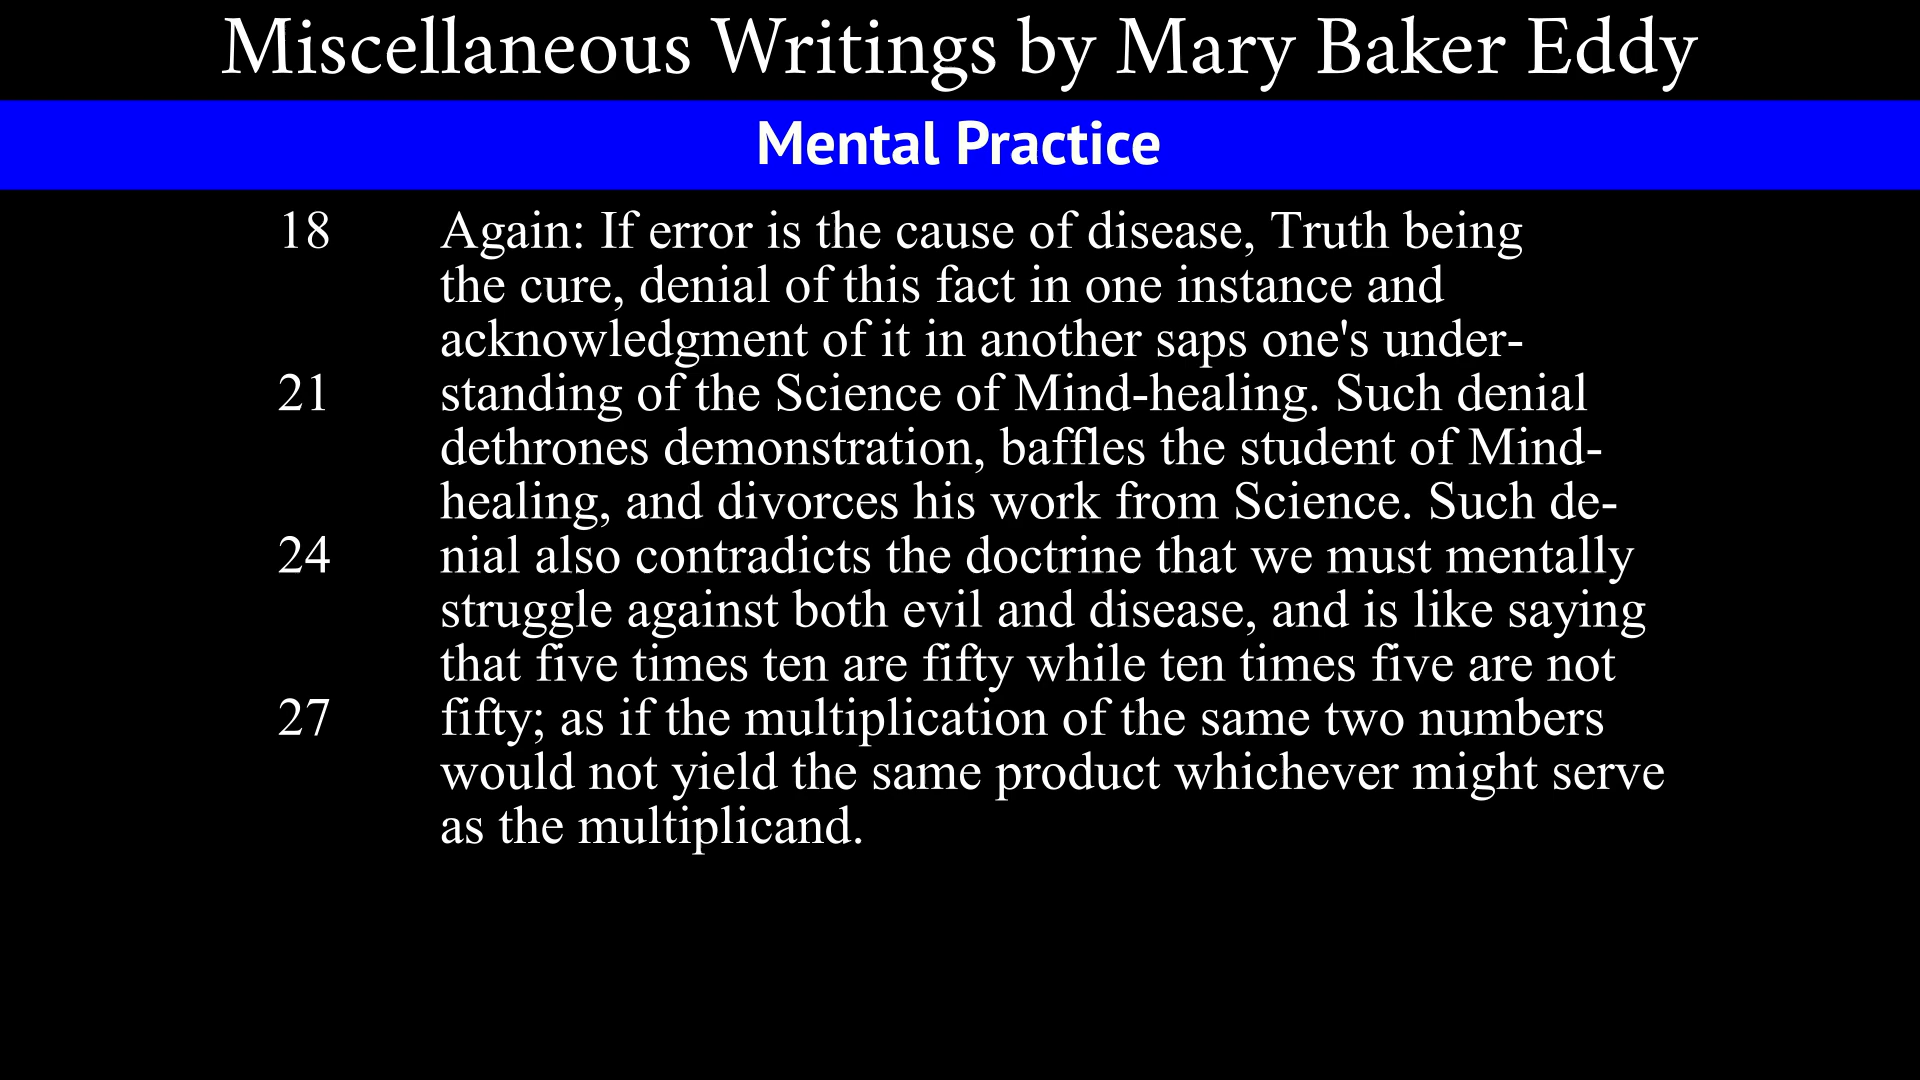 Miscellaneous Writings by Mary Baker Eddy
Mental Practice
18 Again: If error is the cause of disease, Truth being
the cure, denial of this fact in one instance and
acknowledgment of it in another saps one's under-
21 standing of the Science of Mind-healing. Such denial
dethrones demonstration, baffles the student of Mind-
healing, and divorces his work from Science. Such de-
24 nial also contradicts the doctrine that we must mentally
struggle against both evil and disease, and is like saying
that five times ten are fifty while ten times five are not
27 fifty; as if the multiplication of the same two numbers
would not yield the same product whichever might serve
as the multiplicand.